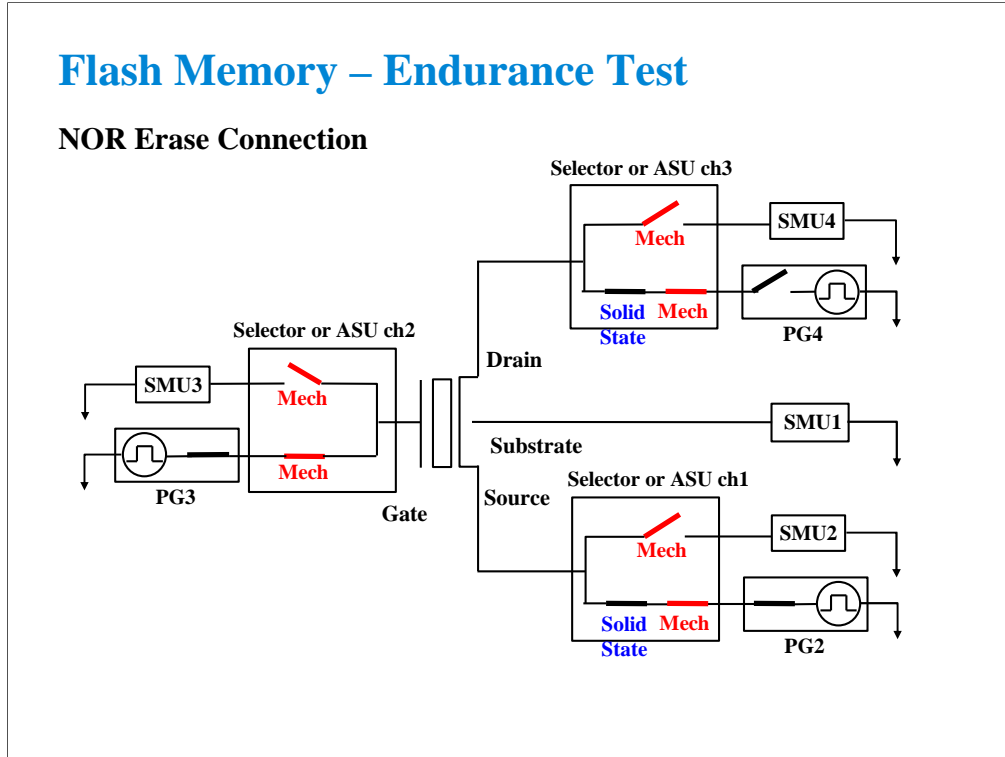 Flash Memory – Endurance Test
NOR Erase Connection
Selector or ASU ch3
SMU4
Mech
Solid
State
Mech
PG4
Selector or ASU ch2
SMU3
Mech
Mech
PG3
Gate
Drain
Substrate
Source
SMU1
Selector or ASU ch1
SMU2
Mech
Solid
State
Mech
PG2